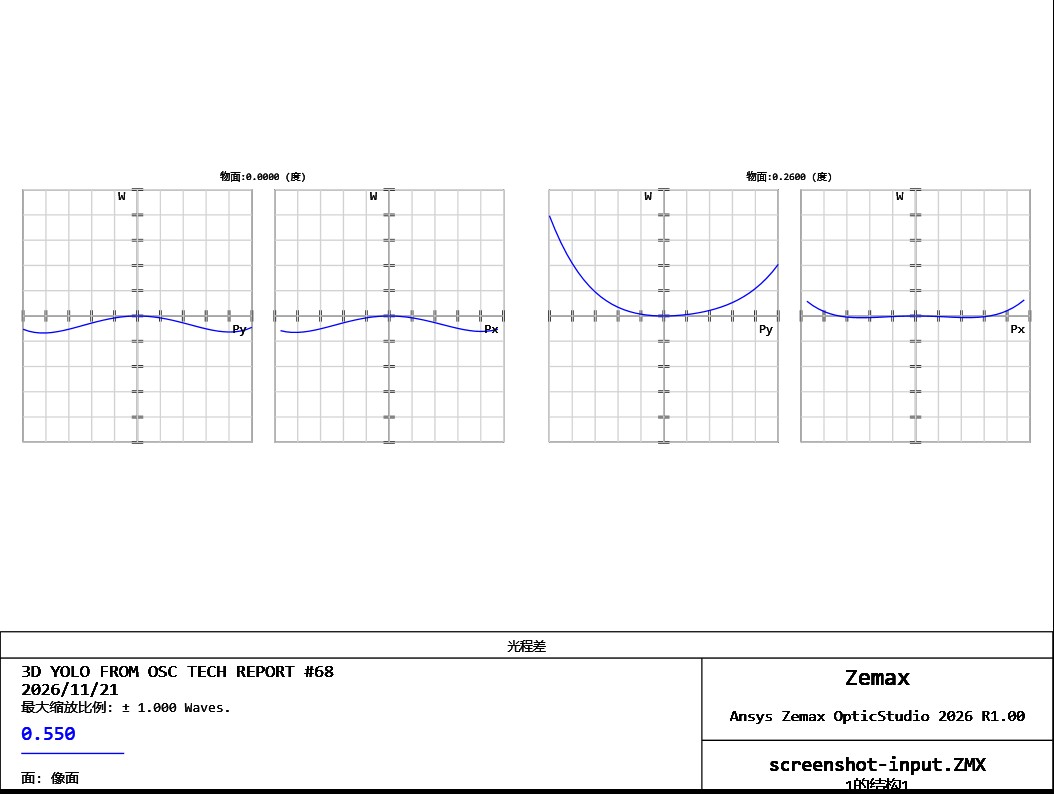 物面:0.0000 (度)
物面:0.2600 (度)
W
W
W
W
Py
Px
Py
Px
光程差
3D YOLO FROM OSC TECH REPORT #68
2026/11/21
最大缩放比例: ± 1.000 Waves.
0.550
面: 像面
Zemax
Ansys Zemax OpticStudio 2026 R1.00
screenshot-input.ZMX
1的结构1